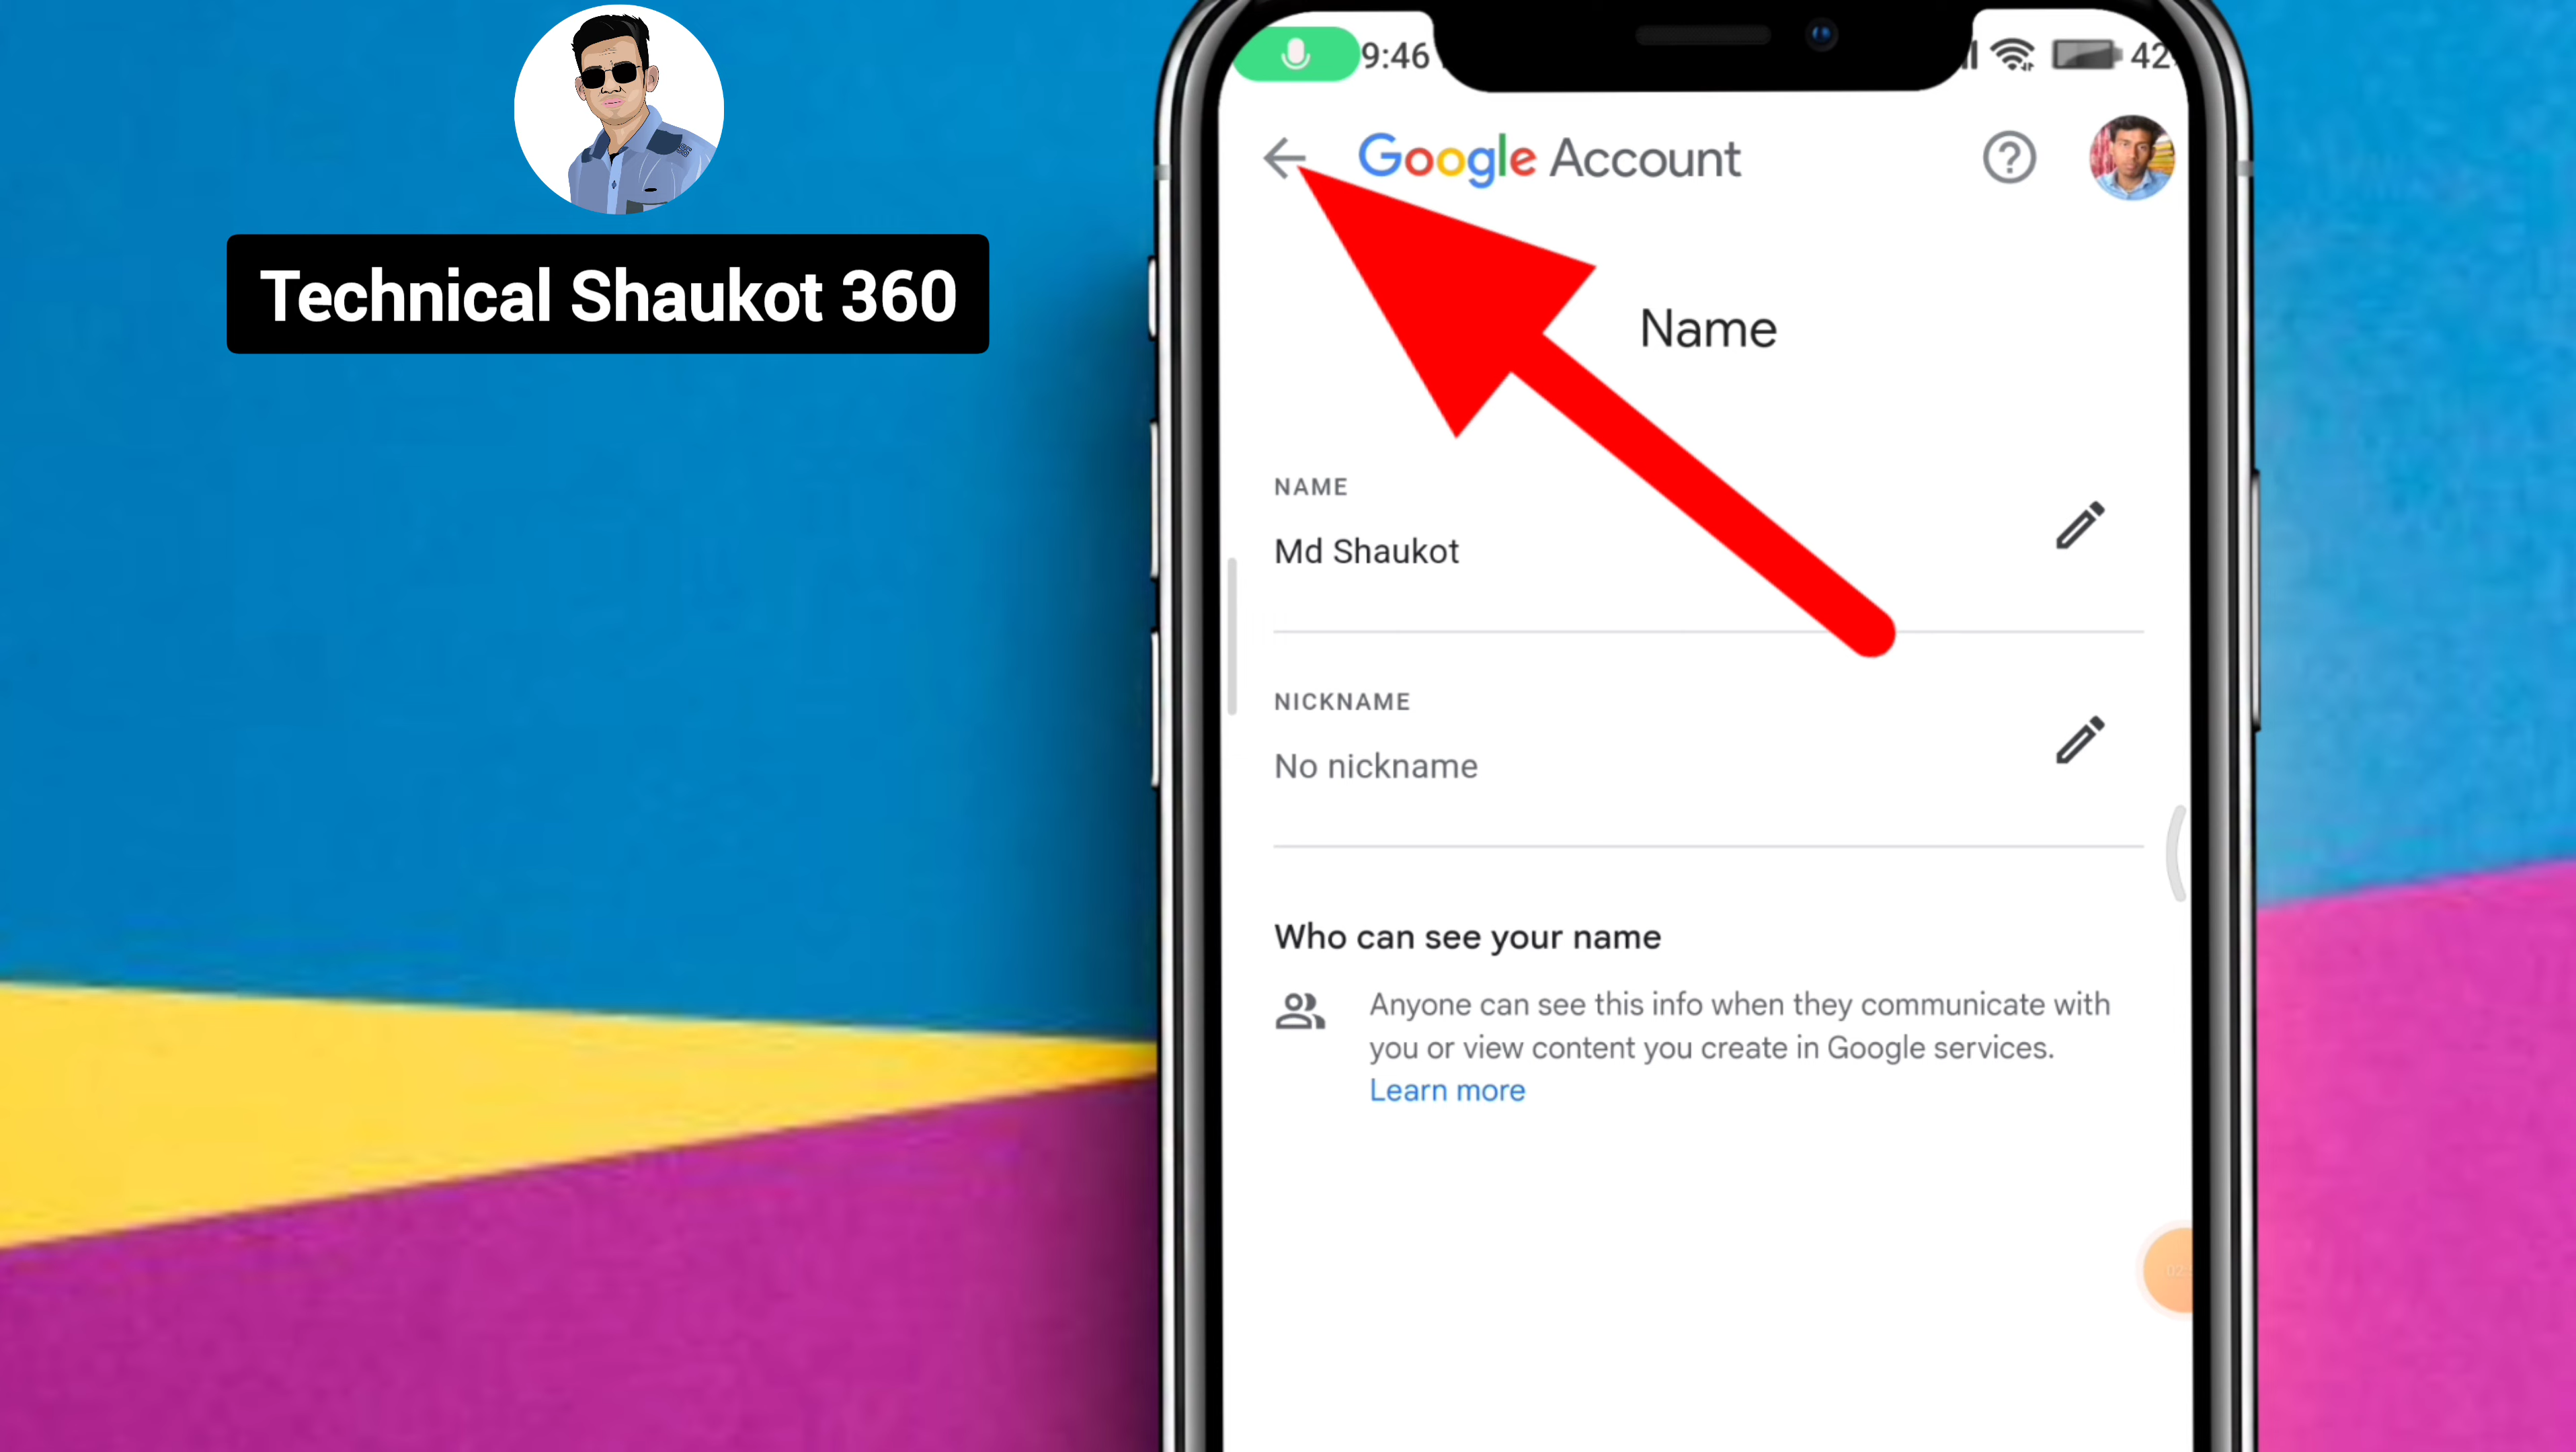 Technical Shaukot 360
9:46
42
Google Account
Name
NAME
Md Shaukot
NICKNAME
No nickname
Who can see your name
Anyone can see this info when they communicate with
you or view content you create in Google services.
Learn more